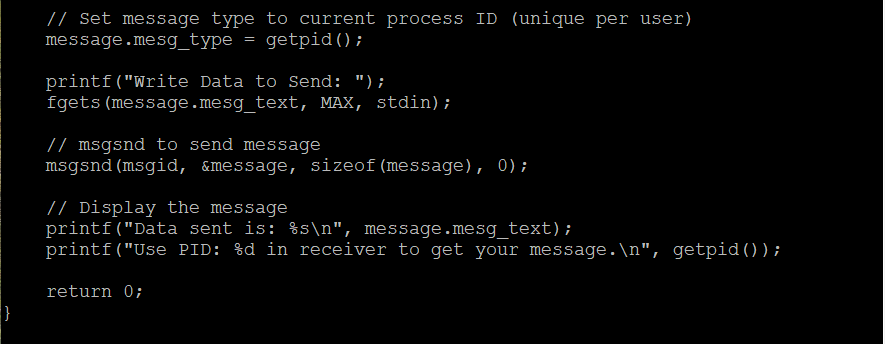 // Set message type to current process ID (unique per user)
message.mesg_type = getpid();
printf("Write Data to Send: ");
fgets(message.mesg_text, MAX, stdin);
// msgsnd to send message
msgsnd(msgid, &message, sizeof(message), 0);
// Display the message
printf("Data sent is: %s\n", message.mesg_text);
printf("Use PID: %d in receiver to get your message.\n", getpid());
return 0;
}